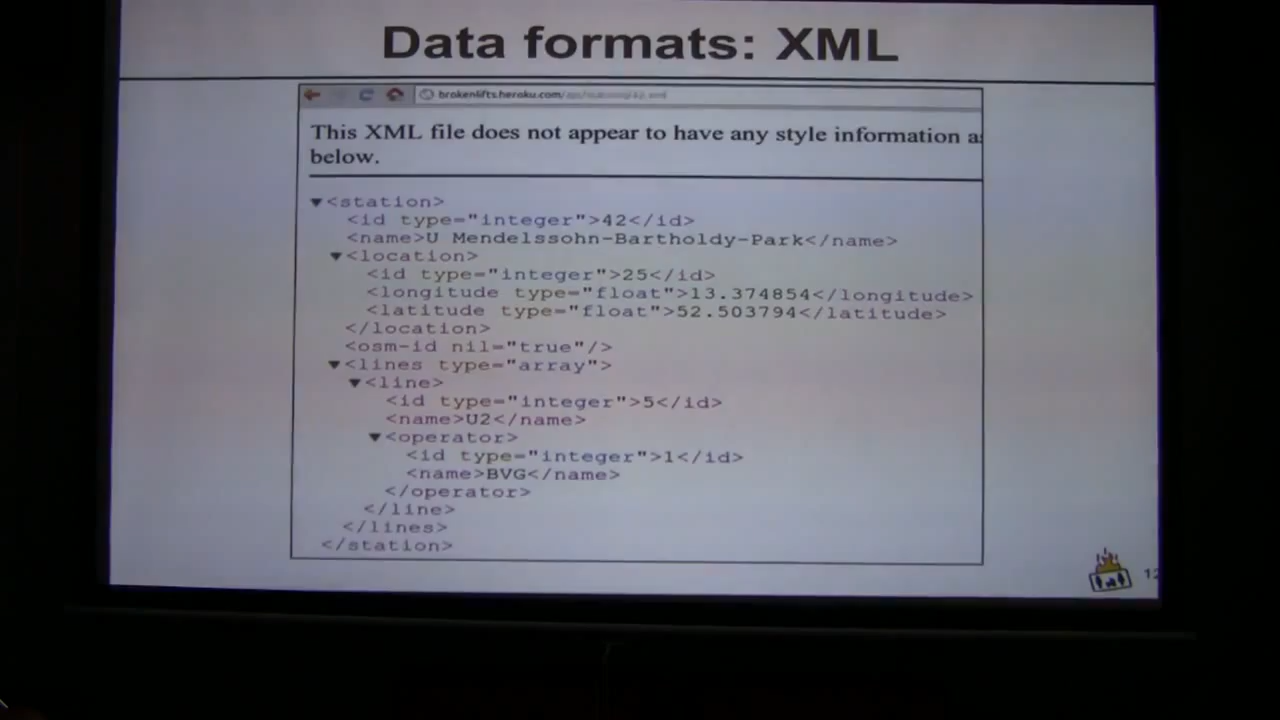 Data formats: XML
brokenlifts.heroku.com/
This XML file does not appear to have any style information as
below.
▼<station>
<id type="integer">42</id>
<name>U Mendelssohn-Bartholdy-Park</name>
▼<location>
<id type="integer">25</id>
<longitude type="float">13.374854</longitude>
<latitude type="float">52.503794</latitude>
</location>
<osm-id nil="true"/>
▼<lines type="array">
▼<line>
<id type="integer">5</id>
<name>U2</name>
▼<operator>
<id type="integer">1</id>
<name>BVG</name>
</operator>
</line>
</lines>
</station>
12